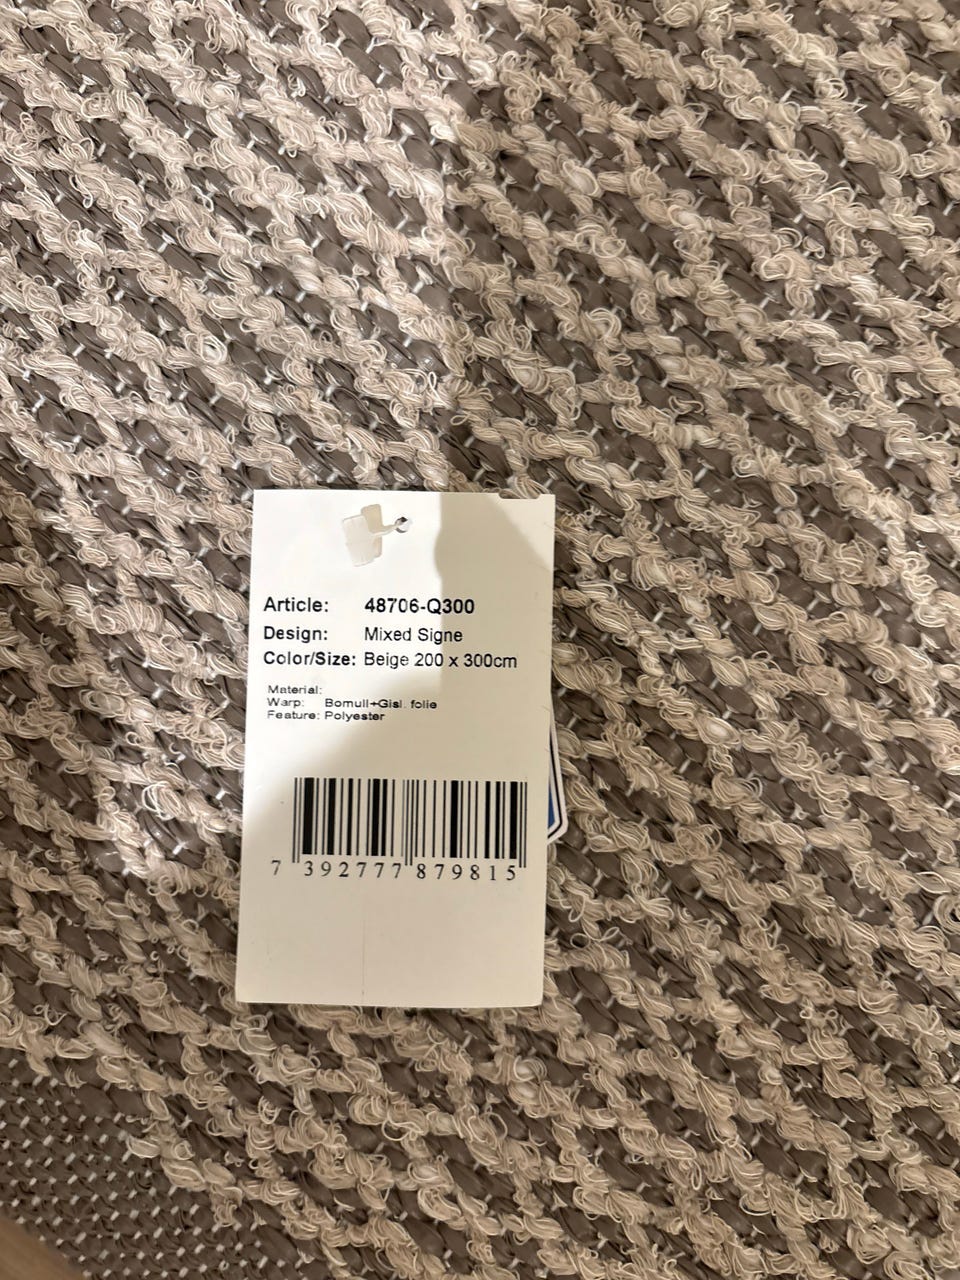 Article: 48706-Q300
Design: Mixed Signe
Color/Size: Beige 200 x 300cm
Material:
Warp: Bomull+Gisl. folie
Feature: Polyester
7 392777 879815